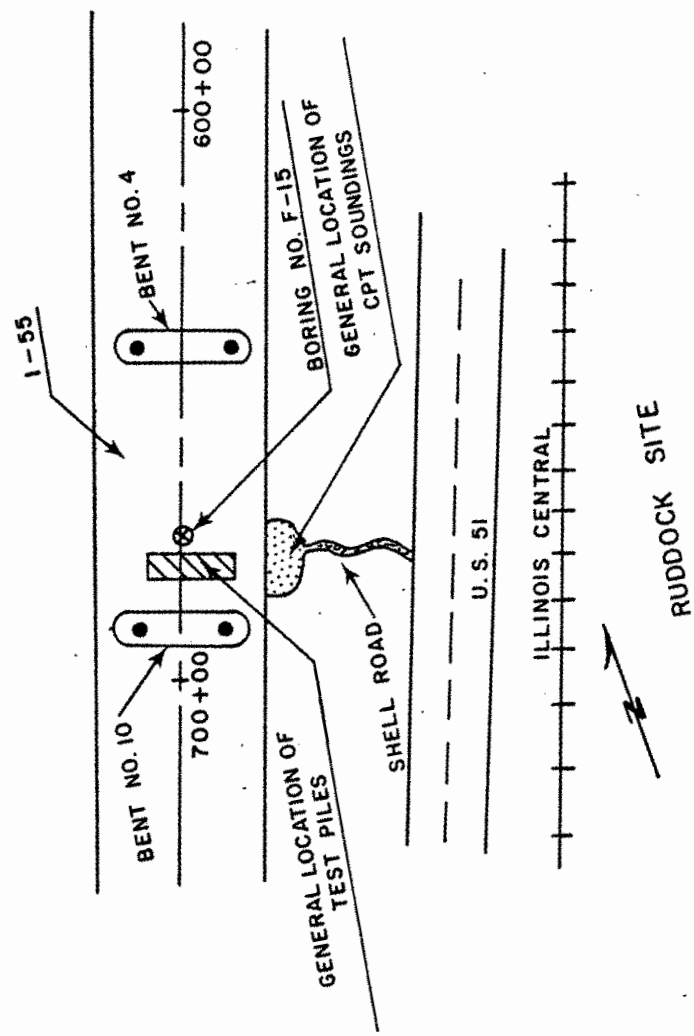 I-55
BENT NO. 4
600+00
BORING NO. F-15
GENERAL LOCATION OF
CPT SOUNDINGS
BENT NO. 10
700+00
GENERAL LOCATION OF
TEST PILES
SHELL ROAD
U.S. 51
ILLINOIS CENTRAL
N
RUDDOCK SITE